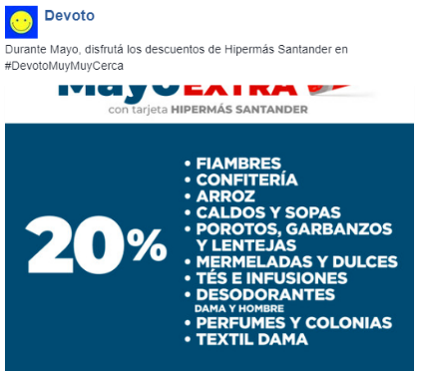 Devoto
Durante Mayo, disfrutá los descuentos de Hipermás Santander en
#DevotoMuyMuyCerca
MayoEXTRA
con tarjeta HIPERMÁS SANTANDER
20%
• FIAMBRES
• CONFITERÍA
• ARROZ
• CALDOS Y SOPAS
• POROTOS, GARBANZOS
Y LENTEJAS
• MERMELADAS Y DULCES
• TÉS E INFUSIONES
• DESODORANTES
DAMA Y HOMBRE
• PERFUMES Y COLONIAS
• TEXTIL DAMA